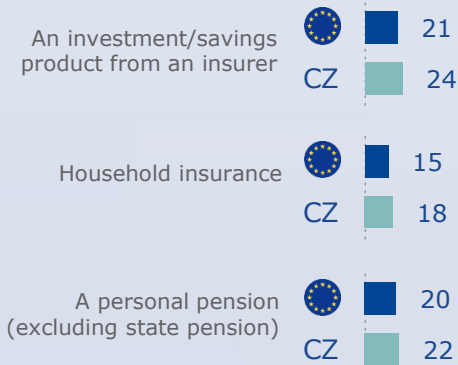 An investment/savings
product from an insurer
21
CZ 24
Household insurance
15
CZ 18
A personal pension
(excluding state pension)
20
CZ 22